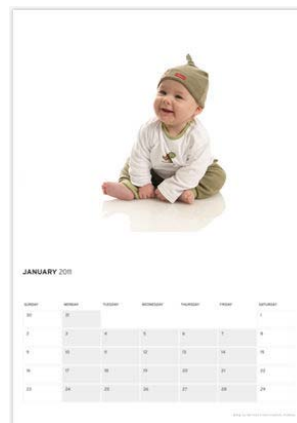 JANUARY 2011
SUNDAY MONDAY TUESDAY WEDNESDAY THURSDAY FRIDAY SATURDAY
30 31 1
2 3 4 5 6 7 8
9 10 11 12 13 14 15
16 17 18 19 20 21 22
23 24 25 26 27 28 29